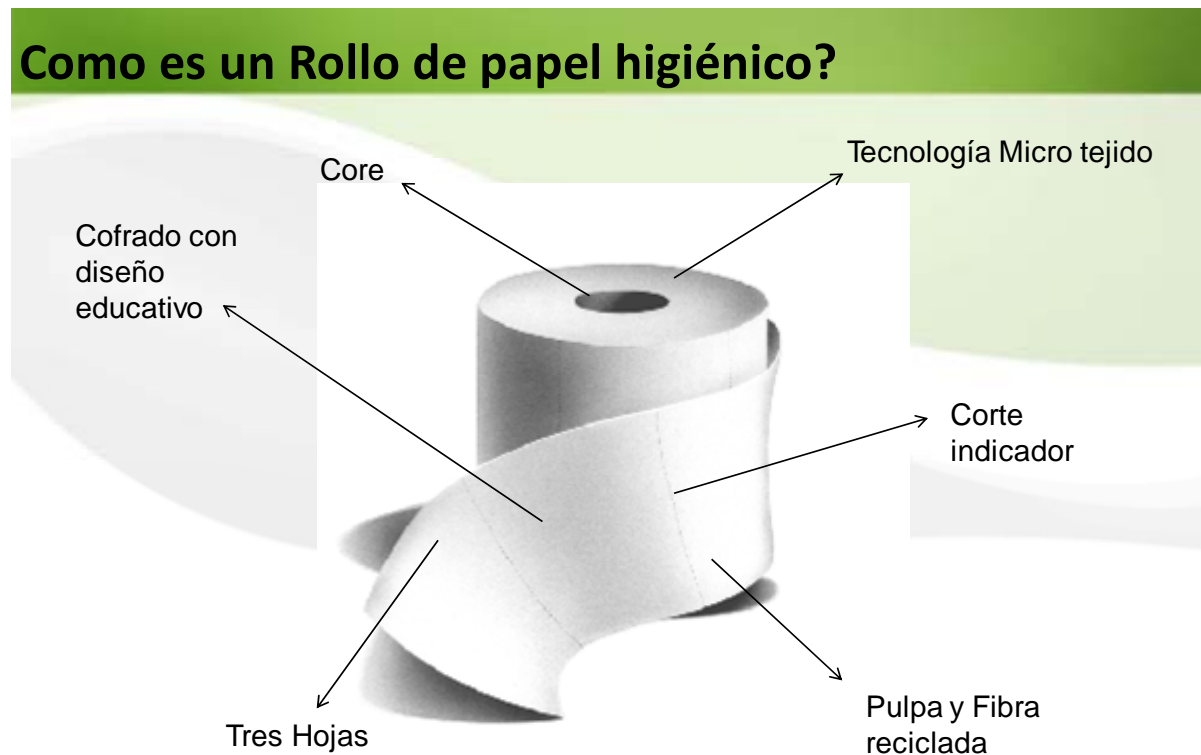 Como es un Rollo de papel higiénico?
Core
Tecnología Micro tejido
Cofrado con
diseño
educativo
Corte
indicador
Tres Hojas
Pulpa y Fibra
reciclada